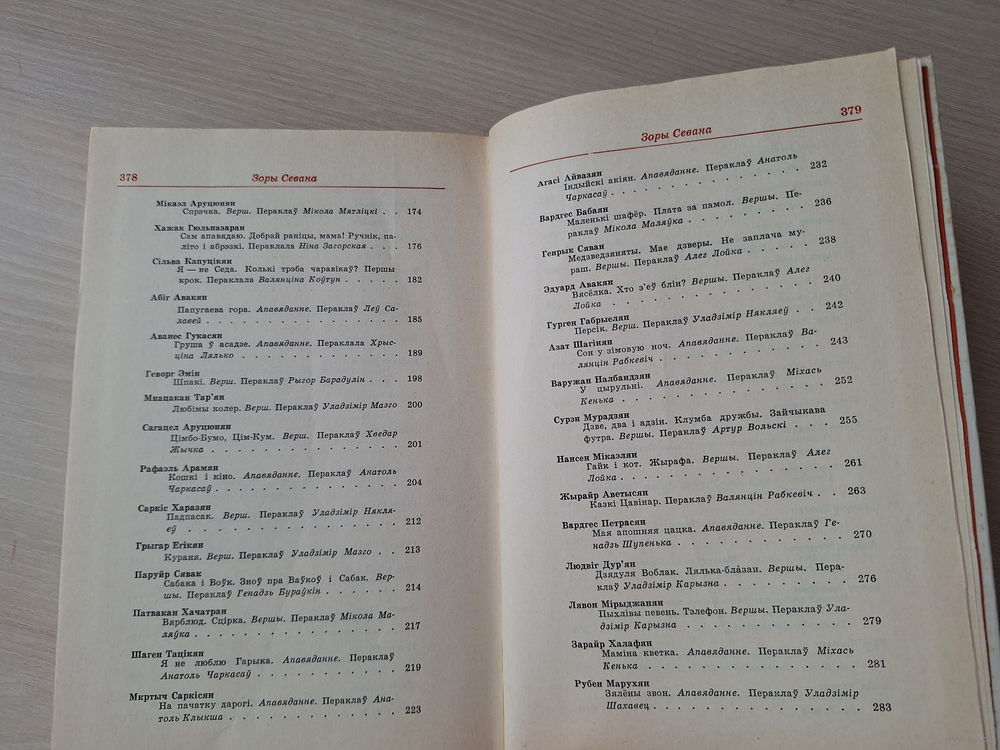 378
Зоры Севана
Мікаэл Аруцюнян
Спрэчка. Верш. Пераклаў Мікола Мятліцкі . . 174
Хажак Гюльназаран
Сам апавядаю. Добрай раніцы, мама! Ручнік, па-
літо і абрэзкі. Пераклала Ніна Загорская . . . 176
Сільва Капуцікян
Я — не Седа. Колькі трэба чаравікаў? Першы
крок. Пераклала Валянціна Коўтун . . . . . 182
Абіг Авакян
Папугаева гора. Апавяданне. Пераклаў Леў Са-
лавей . . . . . . . . . . . . . . 185
Аванес Гукасян
Груша ў асадзе. Апавяданне. Пераклала Хрыс-
ціна Лялько . . . . . . . . . . . . 189
Геворг Эмін
Шпакі. Верш. Пераклаў Рыгор Барадулін . . . 198
Мнацакан Тар'ян
Любімы колер. Верш. Пераклаў Уладзімір Мазго 200
Сагацел Аруцюнян
Цімбо-Бумо, Цім-Кум. Верш. Пераклаў Хведар
Жычка . . . . . . . . . . . . . . 201
Рафаэль Арамян
Кошкі і кіно. Апавяданне. Пераклаў Анатоль
Чаркасаў . . . . . . . . . . . . . 204
Саркіс Харазян
Падпасак. Верш. Пераклаў Уладзімір Някля-
еў . . . . . . . . . . . . . . . 212
Грыгар Егікян
Кураня. Верш. Пераклаў Уладзімір Мазго . . 213
Паруйр Сявак
Сабака і Воўк. Зноў пра Ваўкоў і Сабак. Вер-
шы. Пераклаў Генадзь Бураўкін . . . . . . 214
Патвакан Хачатран
Вярблюд. Сцірка. Вершы. Пераклаў Мікола Ма-
ляўка . . . . . . . . . . . . . . 217
Шаген Тацікян
Я не люблю Гарыка. Апавяданне. Пераклаў
Анатоль Чаркасаў . . . . . . . . . . 219
Мкртыч Саркісян
На пачатку дарогі. Апавяданне. Пераклаў Ана-
толь Клышка . . . . . . . . . . . . 223
Зоры Севана
379
Агасі Айвазян
Індыйскі акіян. Апавяданне. Пераклаў Анатоль
Чаркасаў . . . . . . . . . . . . . 232
Вардгес Бабаян
Маленькі шафёр. Плата за памол. Вершы. Пе-
раклаў Мікола Маляўка . . . . . . . . 236
Генрык Сяван
Медзведзяняты. Мае дзверы. Не заплача му-
раш. Вершы. Пераклаў Алег Лойка . . . . . 238
Эдуард Авакян
Вясёлка. Хто з'еў бліп? Вершы. Пераклаў Алег
Лойка . . . . . . . . . . . . . . 240
Гурген Габрыелян
Персік. Верш. Пераклаў Уладзімір Някляеў . . 242
Азат Шагінян
Сон у зімовую ноч. Апавяданне. Пераклаў Ва-
лянцін Рабкевіч . . . . . . . . . . . 243
Варужан Налбандзян
У цырульні. Апавяданне. Пераклаў Міхась
Кенька . . . . . . . . . . . . . . 252
Сурэн Мурадзян
Дзве, два і адзін. Клумба дружбы. Зайчыкава
футра. Вершы. Пераклаў Артур Вольскі . . . 255
Нансен Мікаэлян
Гайк і кот. Жырафа. Вершы. Пераклаў Алег
Лойка . . . . . . . . . . . . . . 261
Жырайр Аветысян
Казкі Цавінар. Пераклаў Валянцін Рабкевіч . . 263
Вардгес Петрасян
Мая апошняя цацка. Апавяданне. Пераклаў Ге-
надзь Шупенька . . . . . . . . . . . 270
Людвіг Дур'ян
Дзядуля Воблак. Лялька-блазан. Вершы. Пера-
клаў Уладзімір Карызна . . . . . . . . 276
Лявон Мірыджанян
Пыхлівы певень. Тэлефон. Вершы. Пераклаў Ула-
дзімір Карызна . . . . . . . . . . . 279
Зарайр Халафян
Маміна кветка. Апавяданне. Пераклаў Міхась
Кенька . . . . . . . . . . . . . . 281
Рубен Марухян
Зялёны звон. Апавяданне. Пераклаў Уладзімір
Шахавец . . . . . . . . . . . . . 283